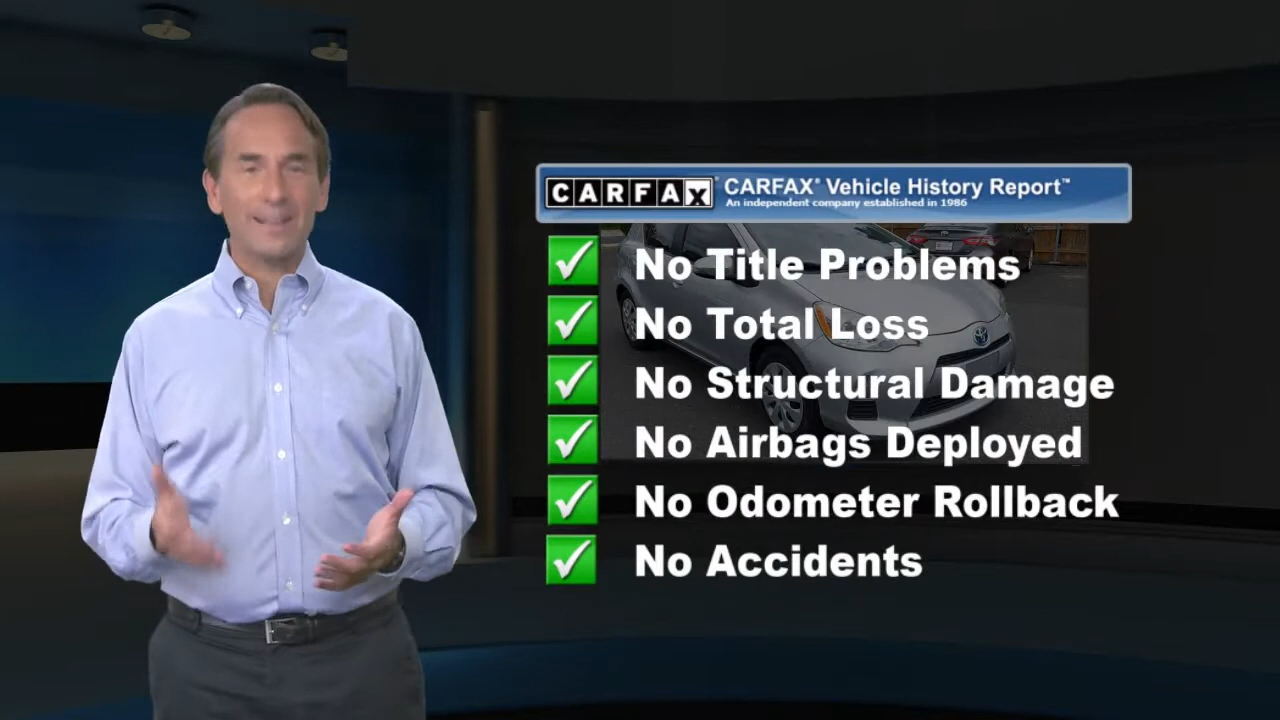 CARFAX® CARFAX® Vehicle History Report™
An independent company established in 1986
No Title Problems
No Total Loss
No Structural Damage
No Airbags Deployed
No Odometer Rollback
No Accidents